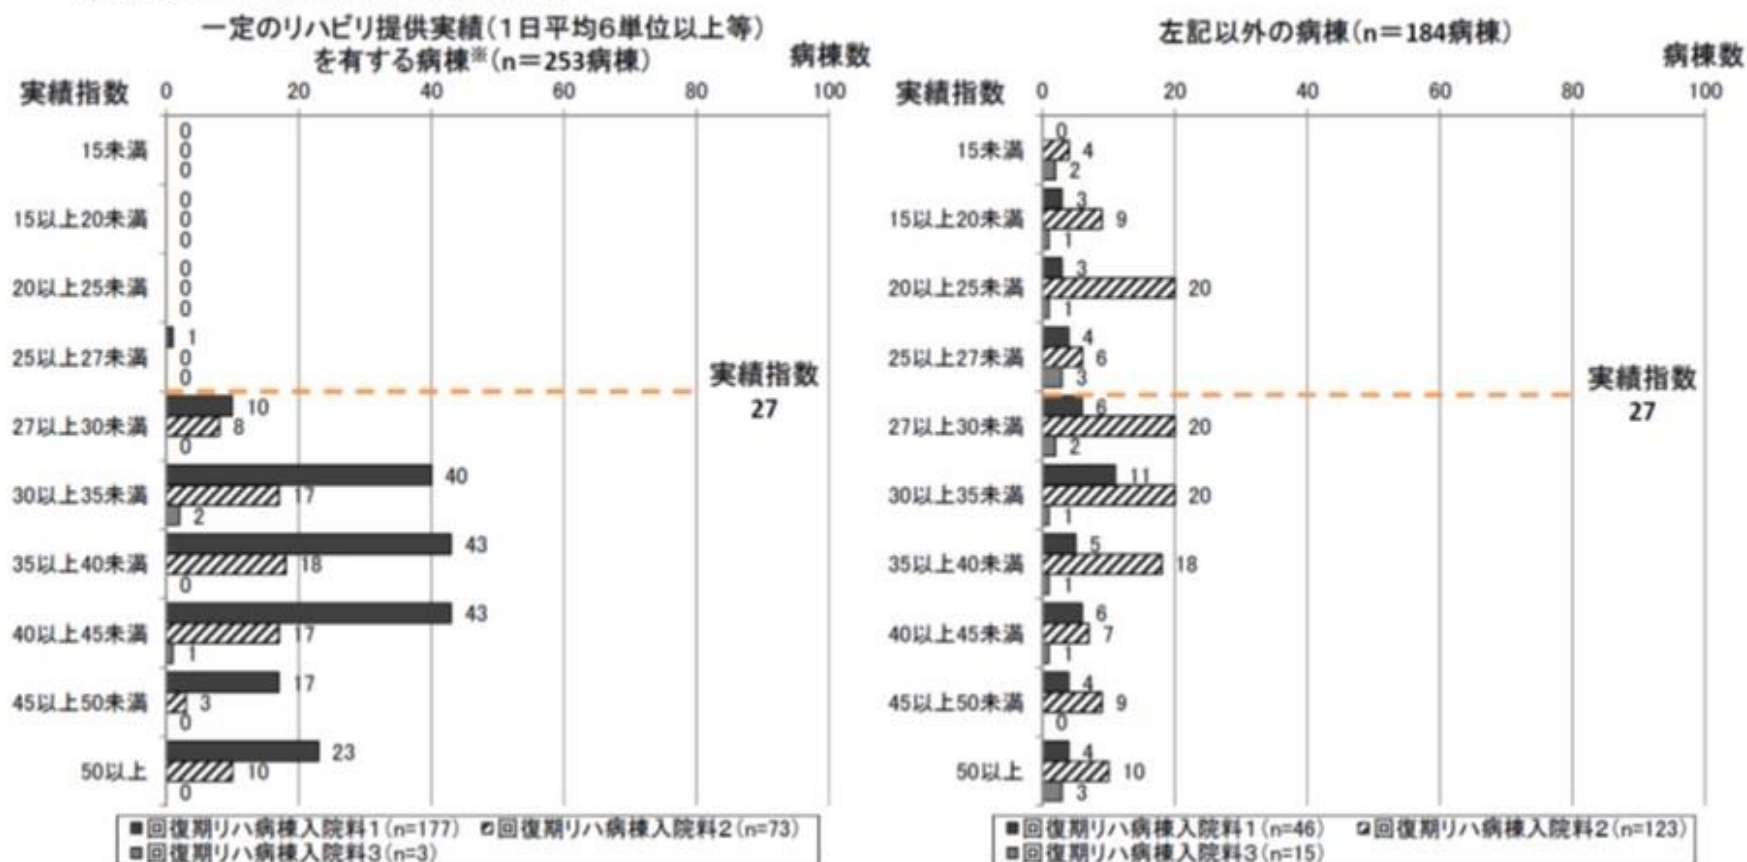 一定のリハビリ提供実績(1日平均6単位以上等)
を有する病棟※(n=253病棟)
病棟数
実績指数
0 20 40 60 80 100
15未満
0
0
0
15以上20未満
0
0
0
20以上25未満
0
0
0
25以上27未満
1
0
0
実績指数
27
27以上30未満
10
8
0
30以上35未満
40
17
2
35以上40未満
43
18
0
40以上45未満
43
17
1
45以上50未満
17
3
0
50以上
23
10
0
■回復期リハ病棟入院料1(n=177) 回復期リハ病棟入院料2(n=73)
■回復期リハ病棟入院料3(n=3)
左記以外の病棟(n=184病棟)
病棟数
実績指数
0 20 40 60 80 100
15未満
0
4
2
15以上20未満
3
9
1
20以上25未満
3
20
1
25以上27未満
4
6
3
実績指数
27
27以上30未満
6
20
2
30以上35未満
11
20
1
35以上40未満
5
18
1
40以上45未満
6
7
1
45以上50未満
4
9
0
50以上
4
10
3
■回復期リハ病棟入院料1(n=46) 回復期リハ病棟入院料2(n=123)
■回復期リハ病棟入院料3(n=15)